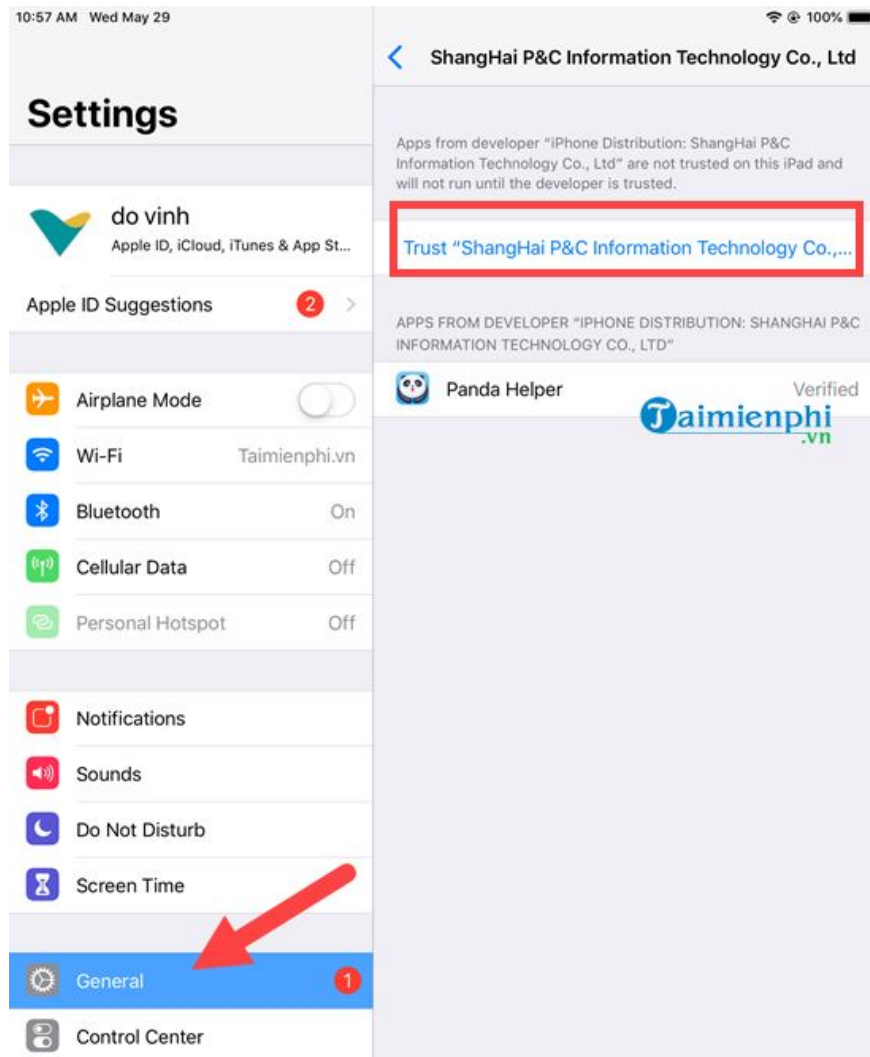 10:57 AM Wed May 29
100%
Settings
do vinh
Apple ID, iCloud, iTunes & App St...
Apple ID Suggestions
2
Airplane Mode
Wi-Fi
Taimienphi.vn
Bluetooth
On
Cellular Data
Off
Personal Hotspot
Off
Notifications
Sounds
Do Not Disturb
Screen Time
General
1
Control Center
ShangHai P&C Information Technology Co., Ltd
Apps from developer “iPhone Distribution: ShangHai P&C
Information Technology Co., Ltd” are not trusted on this iPad and
will not run until the developer is trusted.
Trust “ShangHai P&C Information Technology Co.,...
APPS FROM DEVELOPER “IPHONE DISTRIBUTION: SHANGHAI P&C
INFORMATION TECHNOLOGY CO., LTD”
Panda Helper
Verified
Taimienphi
.vn